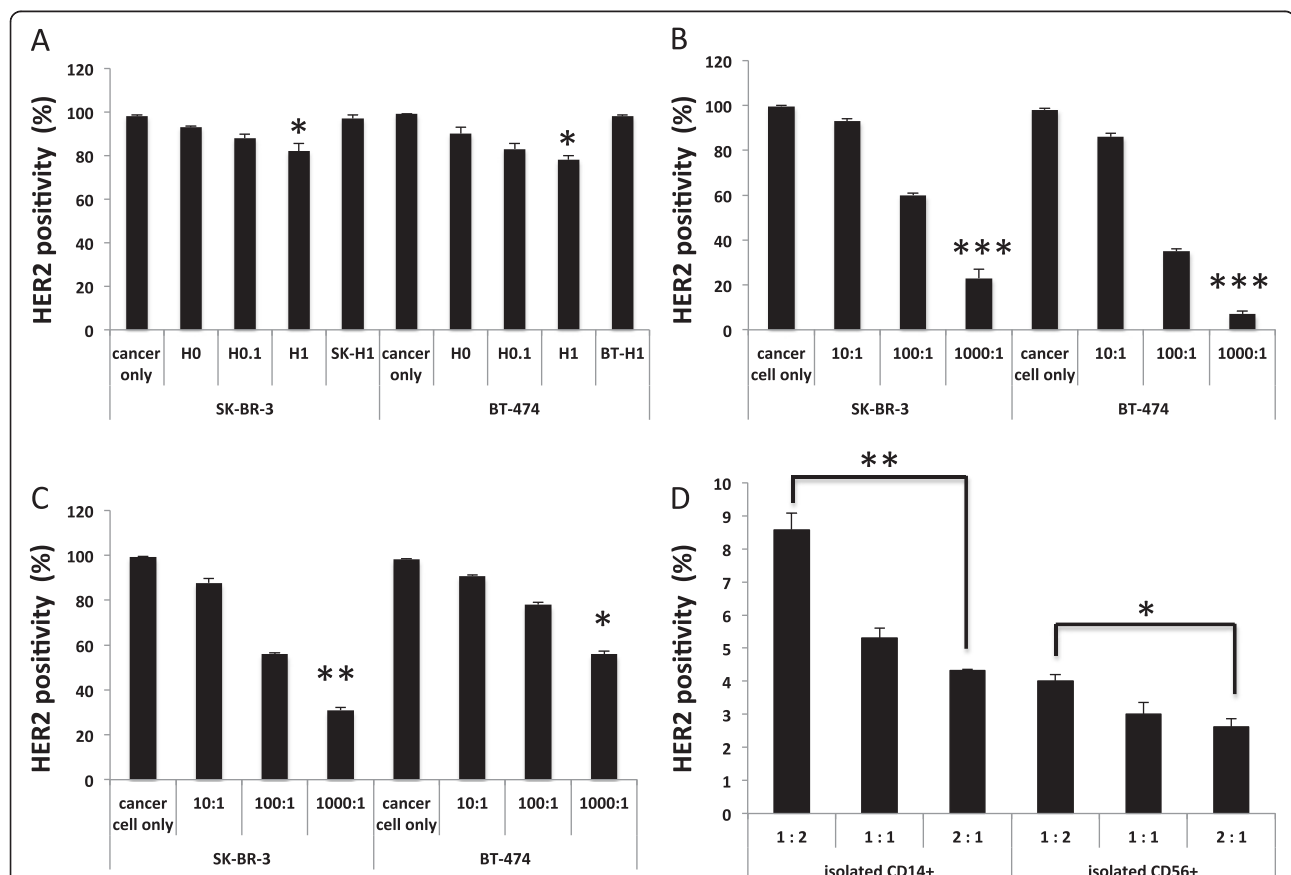 A
HER2 positivity (%)
120
100
80
60
40
20
0
*
*
cancer only H0 H0.1 H1 SK-H1 cancer only H0 H0.1 H1 BT-H1
SK-BR-3 BT-474
B
HER2 positivity (%)
120
100
80
60
40
20
0
***
***
cancer cell only 10:1 100:1 1000:1 cancer cell only 10:1 100:1 1000:1
SK-BR-3 BT-474
C
HER2 positivity (%)
120
100
80
60
40
20
0
**
*
cancer cell only 10:1 100:1 1000:1 cancer cell only 10:1 100:1 1000:1
SK-BR-3 BT-474
D
HER2 positivity (%)
10
9
8
7
6
5
4
3
2
1
0
**
*
1 : 2 1 : 1 2 : 1 1 : 2 1 : 1 2 : 1
isolated CD14+ isolated CD56+